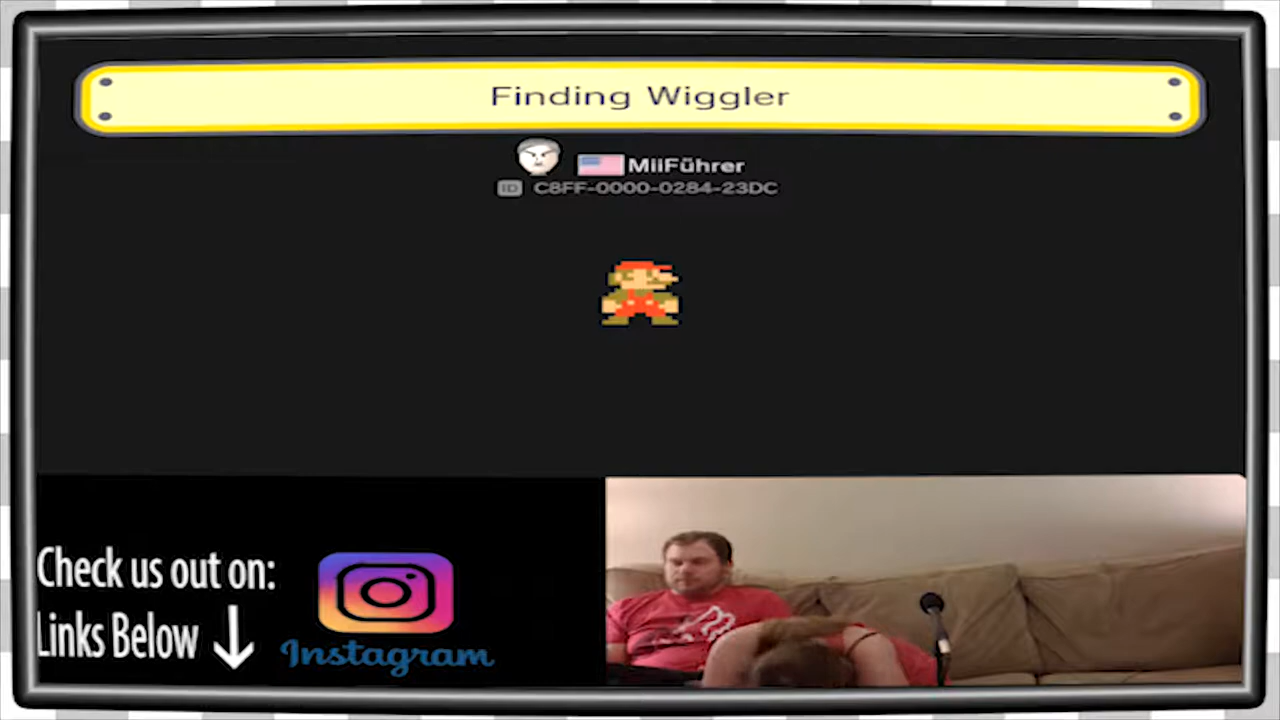 Finding Wiggler
MiiFührer
ID C8FF-0000-0284-23DC
Check us out on:
Links Below
Instagram